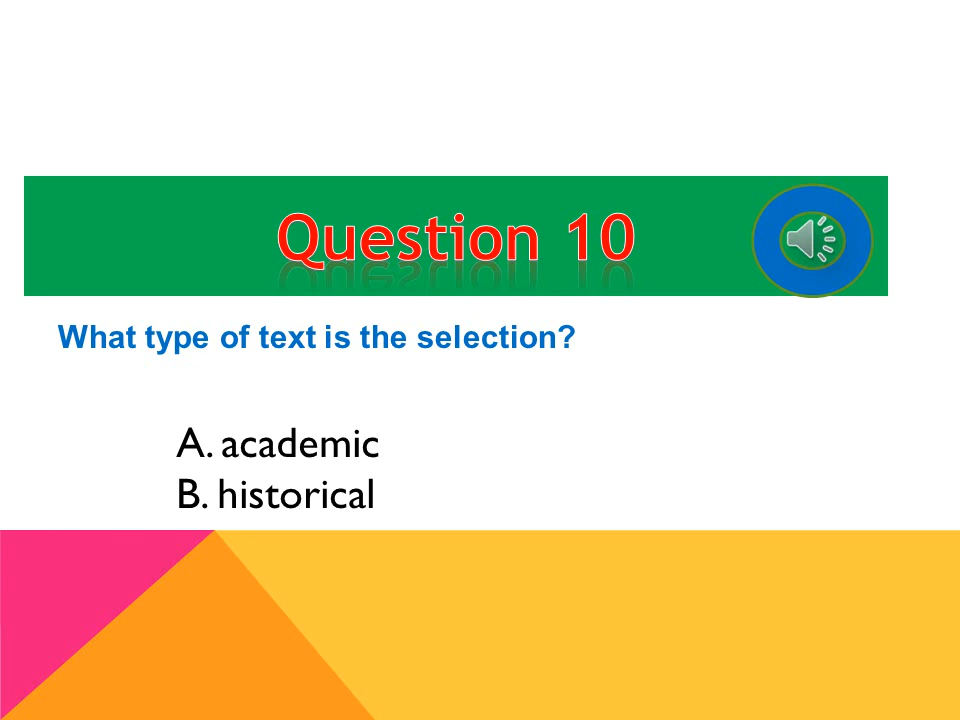 Question 10
What type of text is the selection?
A. academic
B. historical